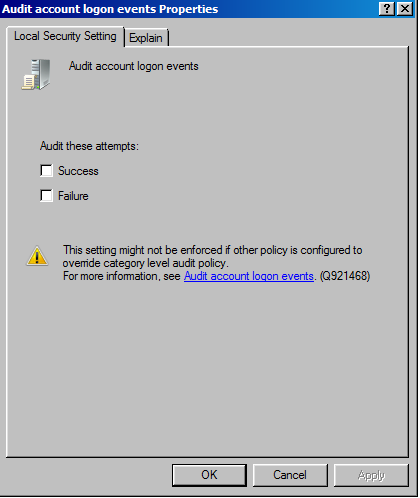 Audit account logon events Properties
Local Security Setting
Explain
Audit account logon events
Audit these attempts:
Success
Failure
This setting might not be enforced if other policy is configured to
override category level audit policy.
For more information, see Audit account logon events. (Q921468)
OK
Cancel
Apply